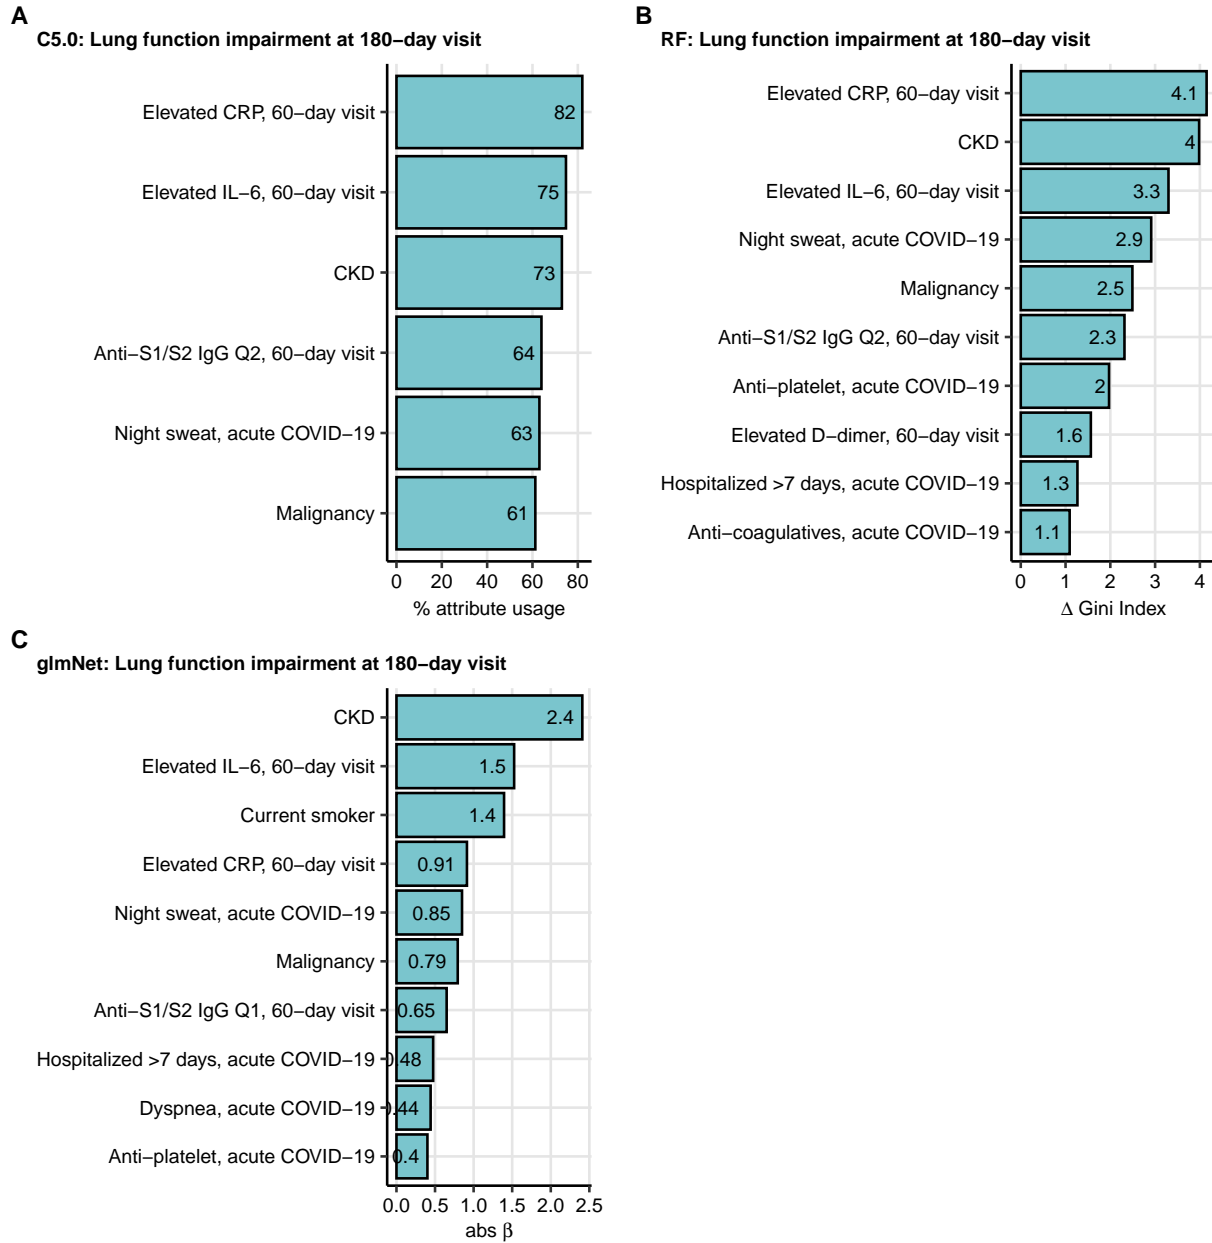 A
C5.0: Lung function impairment at 180−day visit
Elevated CRP, 60−day visit 82
Elevated IL−6, 60−day visit 75
CKD 73
Anti−S1/S2 IgG Q2, 60−day visit 64
Night sweat, acute COVID−19 63
Malignancy 61
0 20 40 60 80
% attribute usage
B
RF: Lung function impairment at 180−day visit
Elevated CRP, 60−day visit 4.1
CKD 4
Elevated IL−6, 60−day visit 3.3
Night sweat, acute COVID−19 2.9
Malignancy 2.5
Anti−S1/S2 IgG Q2, 60−day visit 2.3
Anti−platelet, acute COVID−19 2
Elevated D−dimer, 60−day visit 1.6
Hospitalized >7 days, acute COVID−19 1.3
Anti−coagulatives, acute COVID−19 1.1
0 1 2 3 4
Δ Gini Index
C
glmNet: Lung function impairment at 180−day visit
CKD 2.4
Elevated IL−6, 60−day visit 1.5
Current smoker 1.4
Elevated CRP, 60−day visit 0.91
Night sweat, acute COVID−19 0.85
Malignancy 0.79
Anti−S1/S2 IgG Q1, 60−day visit 0.65
Hospitalized >7 days, acute COVID−19 0.48
Dyspnea, acute COVID−19 0.44
Anti−platelet, acute COVID−19 0.4
0.0 0.5 1.0 1.5 2.0 2.5
abs β